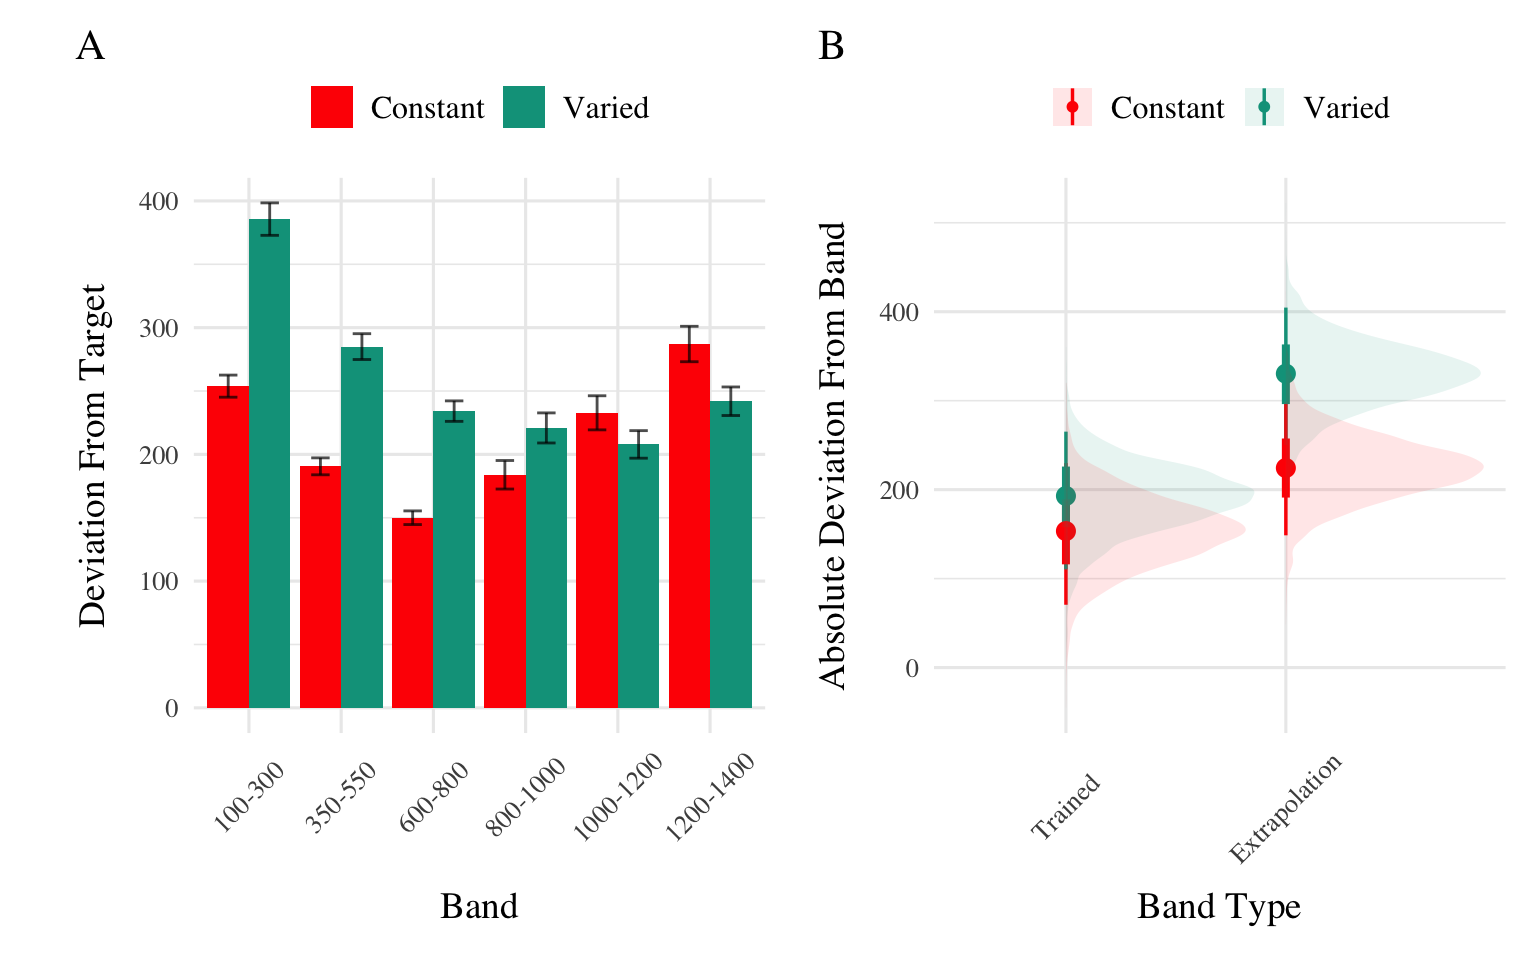 A
Constant Varied
Deviation From Target
400
300
200
100
0
100-300 350-550 600-800 800-1000 1000-1200 1200-1400
Band
B
Constant Varied
Absolute Deviation From Band
400
200
0
Trained Extrapolation
Band Type